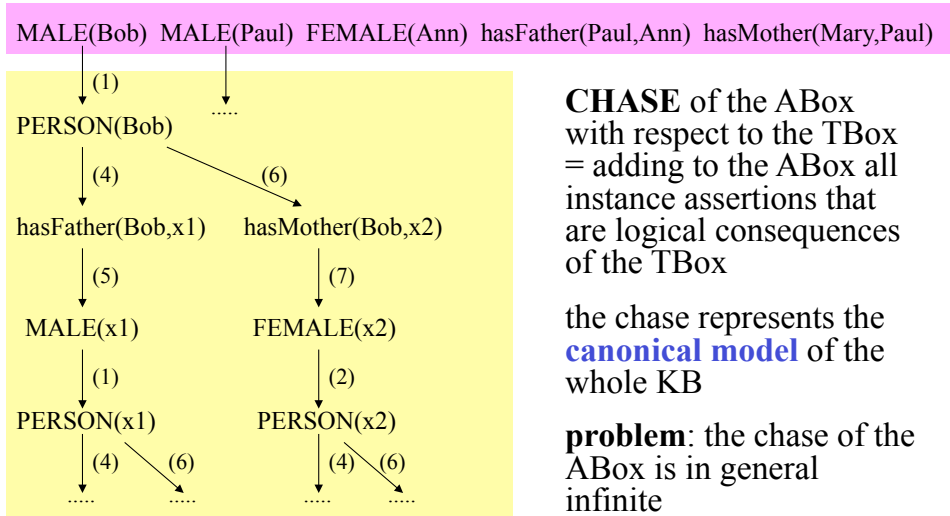 MALE(Bob) MALE(Paul) FEMALE(Ann) hasFather(Paul,Ann) hasMother(Mary,Paul)
(1)
.....
PERSON(Bob)
(4) (6)
hasFather(Bob,x1) hasMother(Bob,x2)
(5) (7)
MALE(x1) FEMALE(x2)
(1) (2)
PERSON(x1) PERSON(x2)
(4) (6) (4) (6)
..... ..... ..... .....
CHASE of the ABox
with respect to the TBox
= adding to the ABox all
instance assertions that
are logical consequences
of the TBox
the chase represents the
canonical model of the
whole KB
problem: the chase of the
ABox is in general
infinite